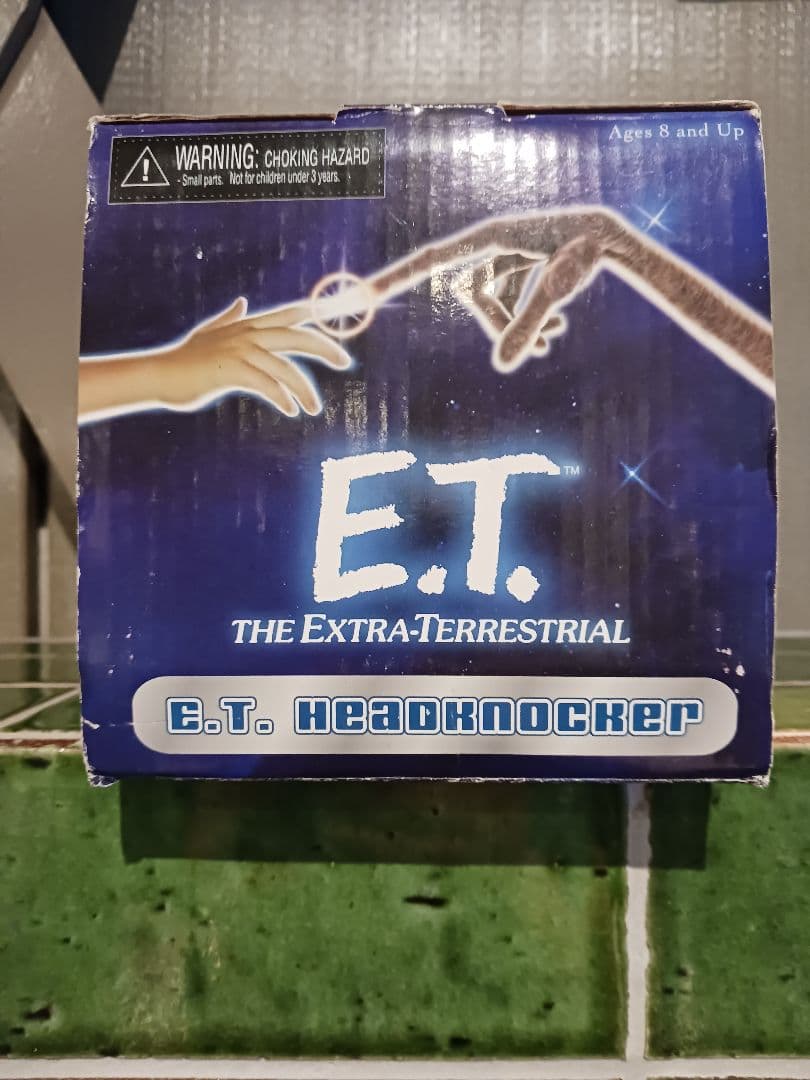 WARNING: CHOKING HAZARD
- Small parts. Not for children under 3 years.
Ages 8 and Up
E.T.™
THE EXTRA-TERRESTRIAL
E.T. HeaDKnocKer